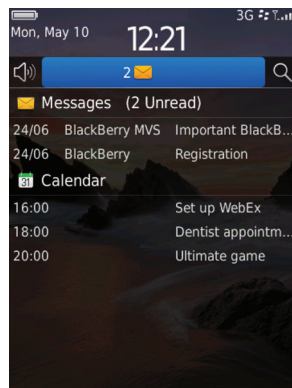 3G
Mon, May 10
12:21
2
Messages (2 Unread)
24/06 BlackBerry MVS Important BlackB...
24/06 BlackBerry Registration
31 Calendar
16:00 Set up WebEx
18:00 Dentist appointm...
20:00 Ultimate game